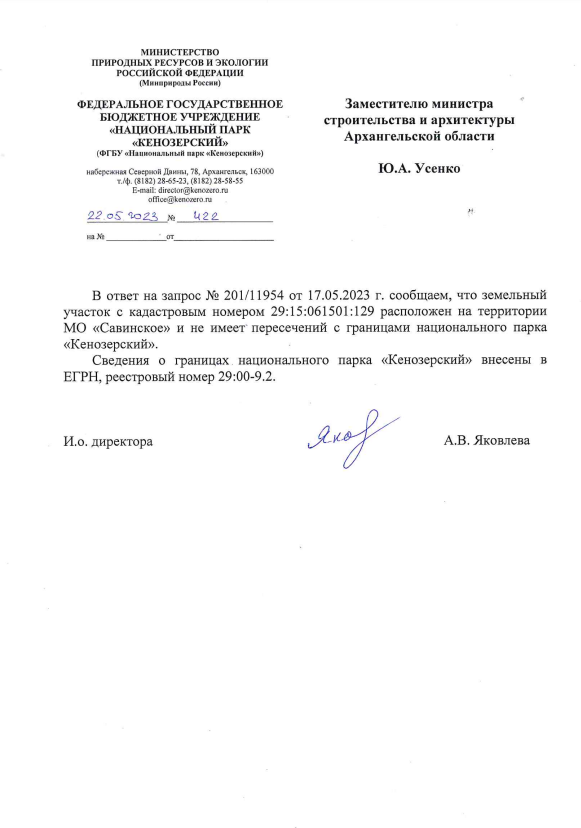 МИНИСТЕРСТВО
ПРИРОДНЫХ РЕСУРСОВ И ЭКОЛОГИИ
РОССИЙСКОЙ ФЕДЕРАЦИИ
(Минприроды России)
ФЕДЕРАЛЬНОЕ ГОСУДАРСТВЕННОЕ
БЮДЖЕТНОЕ УЧРЕЖДЕНИЕ
«НАЦИОНАЛЬНЫЙ ПАРК
«КЕНОЗЕРСКИЙ»
(ФГБУ «Национальный парк «Кенозерский»)
набережная Северной Двины, 78, Архангельск, 163000
т./ф. (8182) 28-65-23, (8182) 28-58-55
E-mail: director@kenozero.ru
office@kenozero.ru
22.05.2023 № 422
на № от
Заместителю министра
строительства и архитектуры
Архангельской области
Ю.А. Усенко
В ответ на запрос № 201/11954 от 17.05.2023 г. сообщаем, что земельный
участок с кадастровым номером 29:15:061501:129 расположен на территории
МО «Савинское» и не имеет пересечений с границами национального парка
«Кенозерский».
Сведения о границах национального парка «Кенозерский» внесены в
ЕГРН, реестровый номер 29:00-9.2.
И.о. директора
А.В. Яковлева